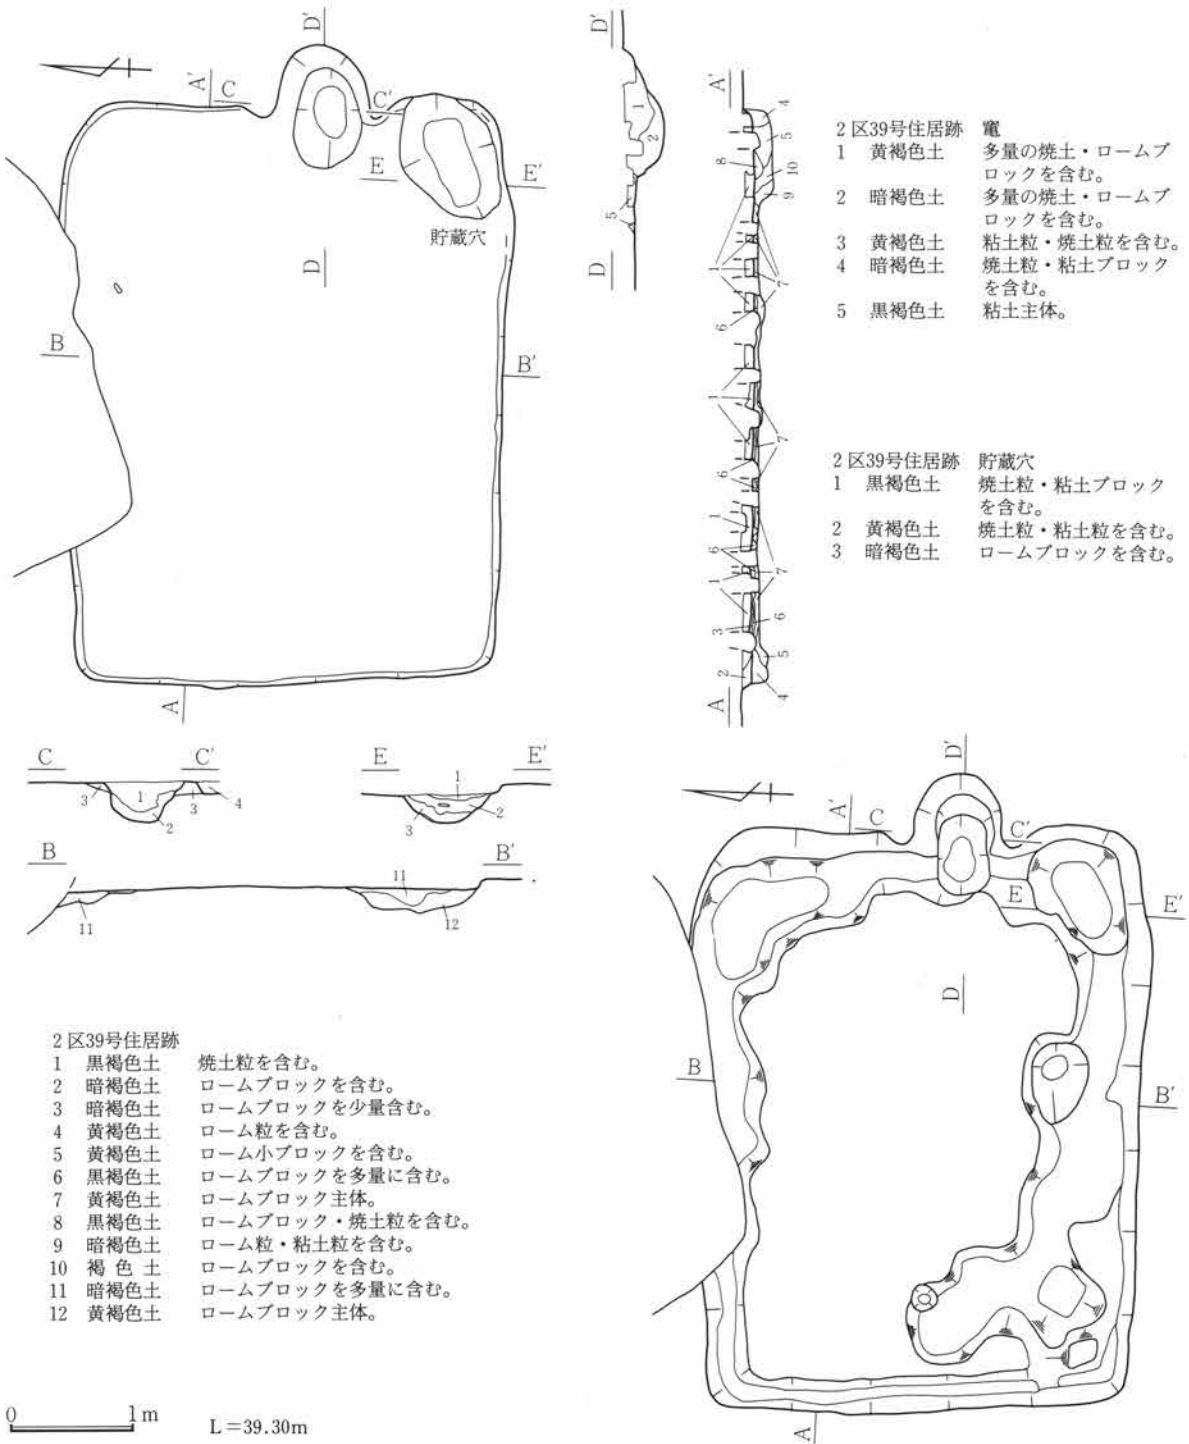 D'
A'
C
C'
E
E'
貯蔵穴
D
B
B'
A
D'
D
1
2
5
A'
A
4
5
8
10
9
1
7
6
1
7
6
1
6
7
1
3
6
5
2
4
2区39号住居跡 竃
1 黄褐色土 多量の焼土・ロームブ
ロックを含む。
2 暗褐色土 多量の焼土・ロームブ
ロックを含む。
3 黄褐色土 粘土粒・焼土粒を含む。
4 暗褐色土 焼土粒・粘土ブロック
を含む。
5 黒褐色土 粘土主体。
2区39号住居跡 貯蔵穴
1 黒褐色土 焼土粒・粘土ブロック
を含む。
2 黄褐色土 焼土粒・粘土粒を含む。
3 暗褐色土 ロームブロックを含む。
C C'
3 1 2 3 4
E E'
1
2
3
B B'
11
11
12
2区39号住居跡
1 黒褐色土 焼土粒を含む。
2 暗褐色土 ロームブロックを含む。
3 暗褐色土 ロームブロックを少量含む。
4 黄褐色土 ローム粒を含む。
5 黄褐色土 ローム小ブロックを含む。
6 黒褐色土 ロームブロックを多量に含む。
7 黄褐色土 ロームブロック主体。
8 黒褐色土 ロームブロック・焼土粒を含む。
9 暗褐色土 ローム粒・粘土粒を含む。
10 褐色土 ロームブロックを含む。
11 暗褐色土 ロームブロックを多量に含む。
12 黄褐色土 ロームブロック主体。
0 1m
L=39.30m
D'
A'
C
C'
E
E'
D
B
B'
A